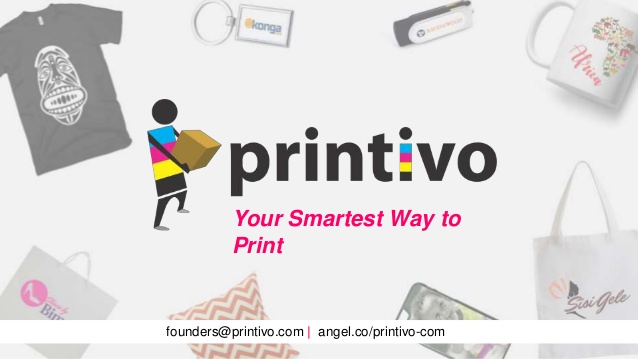 konga
Africa
printivo
Your Smartest Way to
Print
Sisi Gele
founders@printivo.com | angel.co/printivo-com